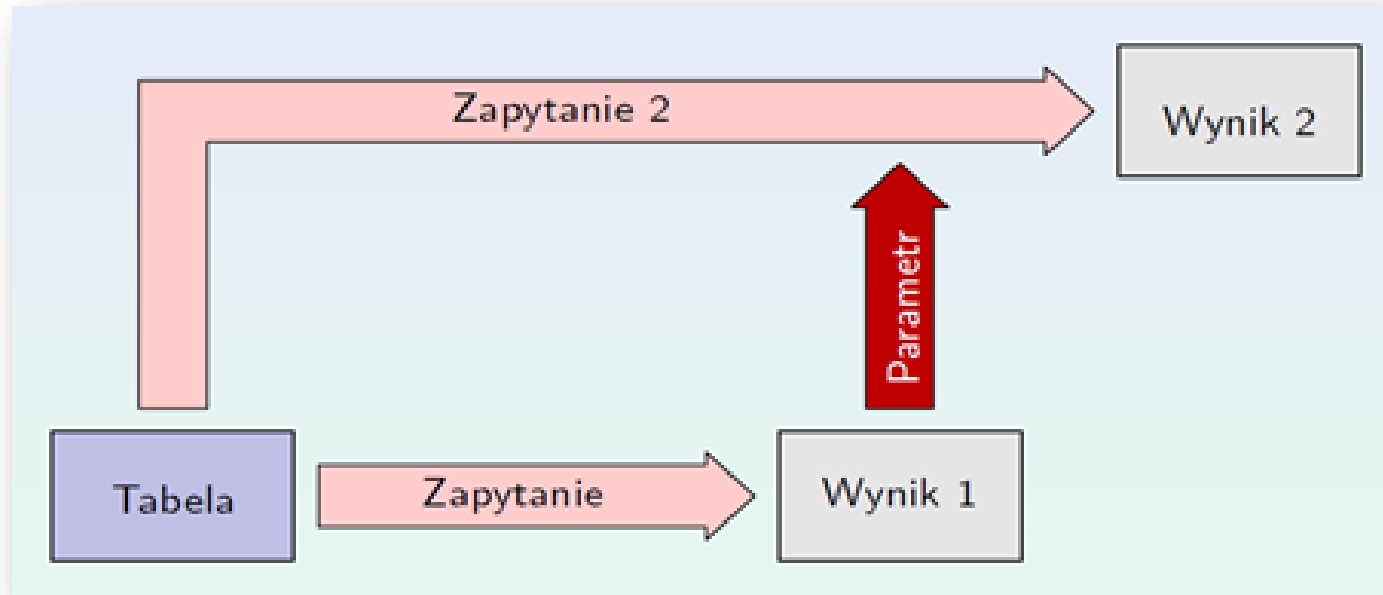 Zapytanie 2
Wynik 2
Parametr
Tabela
Zapytanie
Wynik 1